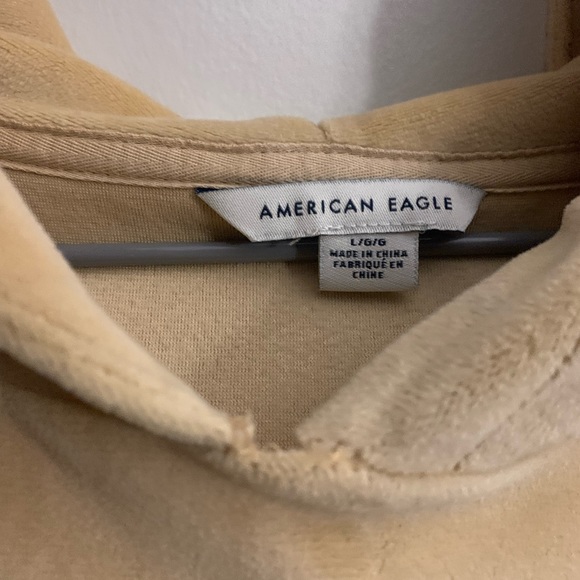 AMERICAN EAGLE
L/G/G
MADE IN CHINA
FABRIQUÉ EN
CHINE